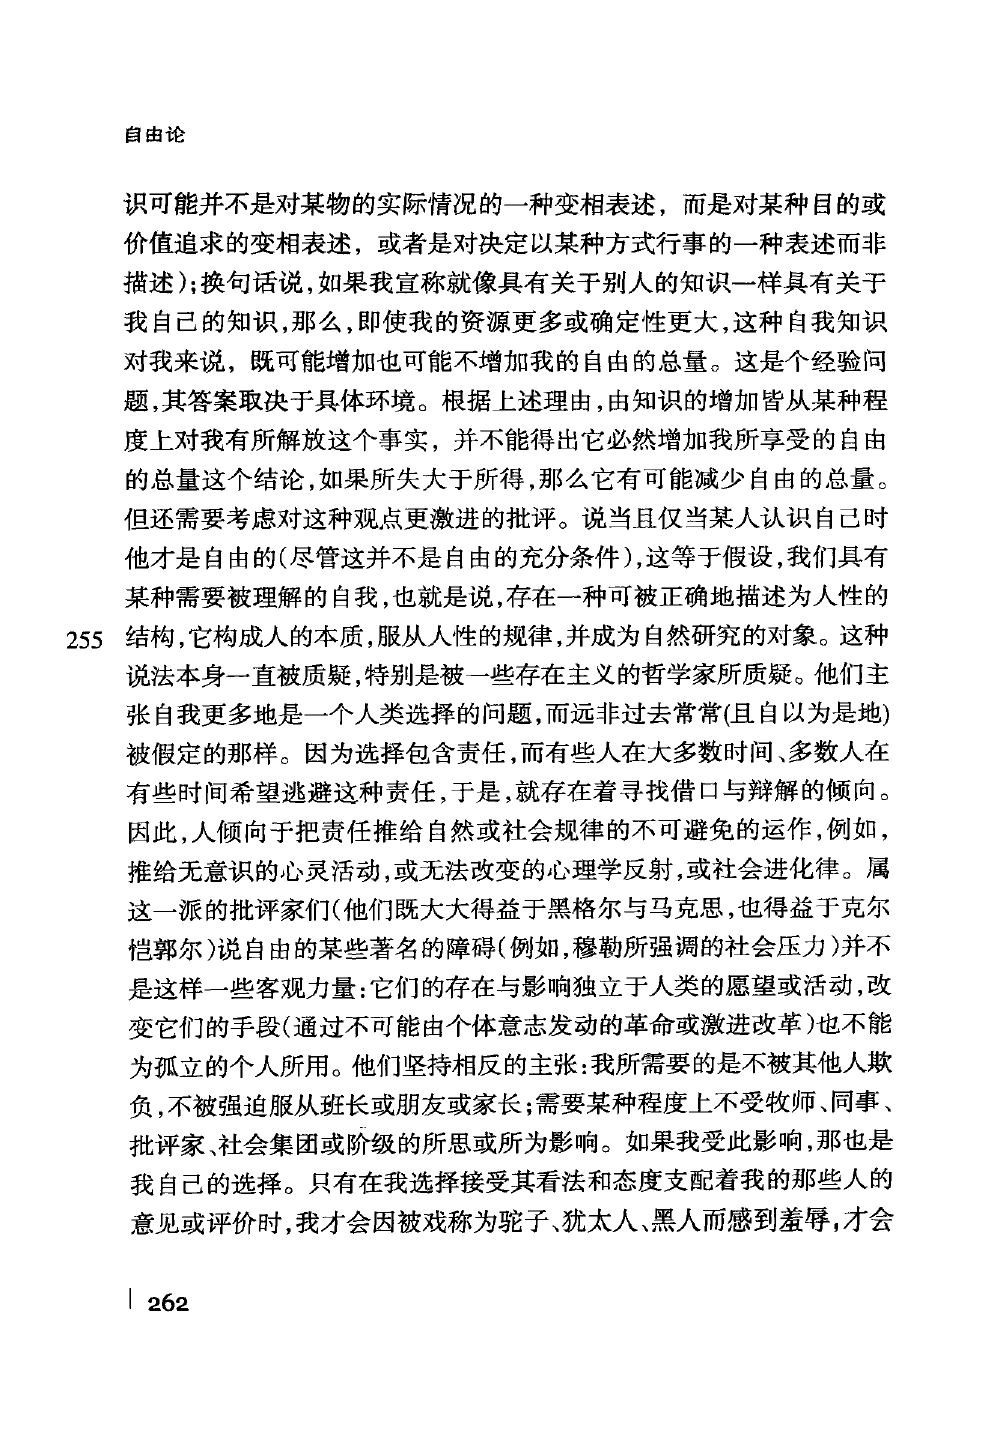 自由论
识可能并不是对某物的实际情况的一种变相表述，而是对某种目的或
价值追求的变相表述，或者是对决定以某种方式行事的一种表述而非
描述);换句话说,如果我宣称就像具有关于别人的知识一样具有关于
我自己的知识,那么,即使我的资源更多或确定性更大,这种自我知识
对我来说，既可能增加也可能不增加我的自由的总量。这是个经验问
题,其答案取决于具体环境。根据上述理由,由知识的增加皆从某种程
度上对我有所解放这个事实，并不能得出它必然增加我所享受的自由
的总量这个结论,如果所失大于所得,那么它有可能减少自由的总量。
但还需要考虑对这种观点更激进的批评。说当且仅当某人认识自己时
他才是自由的(尽管这并不是自由的充分条件),这等于假设,我们具有
某种需要被理解的自我,也就是说,存在一种可被正确地描述为人性的
255 结构,它构成人的本质,服从人性的规律,并成为自然研究的对象。这种
说法本身一直被质疑,特别是被一些存在主义的哲学家所质疑。他们主
张自我更多地是一个人类选择的问题,而远非过去常常(且自以为是地)
被假定的那样。因为选择包含责任,而有些人在大多数时间、多数人在
有些时间希望逃避这种责任,于是,就存在着寻找借口与辩解的倾向。
因此,人倾向于把责任推给自然或社会规律的不可避免的运作,例如,
推给无意识的心灵活动,或无法改变的心理学反射,或社会进化律。属
这一派的批评家们(他们既大大得益于黑格尔与马克思,也得益于克尔
恺郭尔)说自由的某些著名的障碍(例如,穆勒所强调的社会压力)并不
是这样一些客观力量:它们的存在与影响独立于人类的愿望或活动,改
变它们的手段(通过不可能由个体意志发动的革命或激进改革)也不能
为孤立的个人所用。他们坚持相反的主张:我所需要的是不被其他人欺
负,不被强迫服从班长或朋友或家长;需要某种程度上不受牧师、同事、
批评家、社会集团或阶级的所思或所为影响。如果我受此影响,那也是
我自己的选择。只有在我选择接受其看法和态度支配着我的那些人的
意见或评价时,我才会因被戏称为驼子、犹太人、黑人而感到羞辱,才会
262